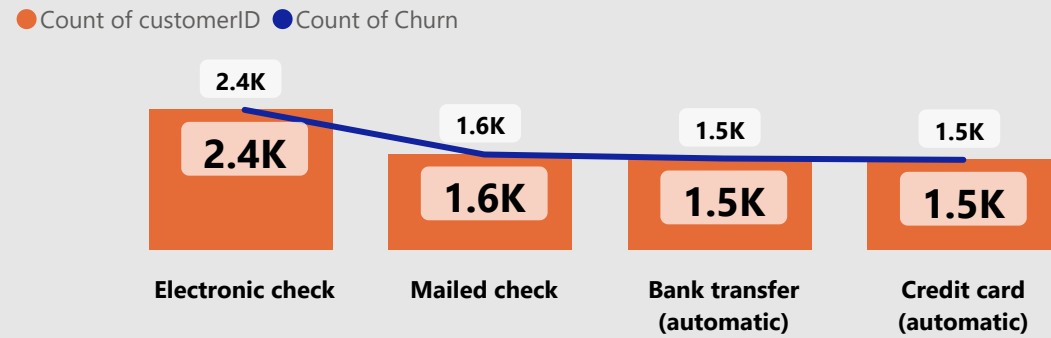 Count of customerID Count of Churn
2.4K
1.6K
1.5K
1.5K
2.4K
1.6K
1.5K
1.5K
Electronic check
Mailed check
Bank transfer
(automatic)
Credit card
(automatic)